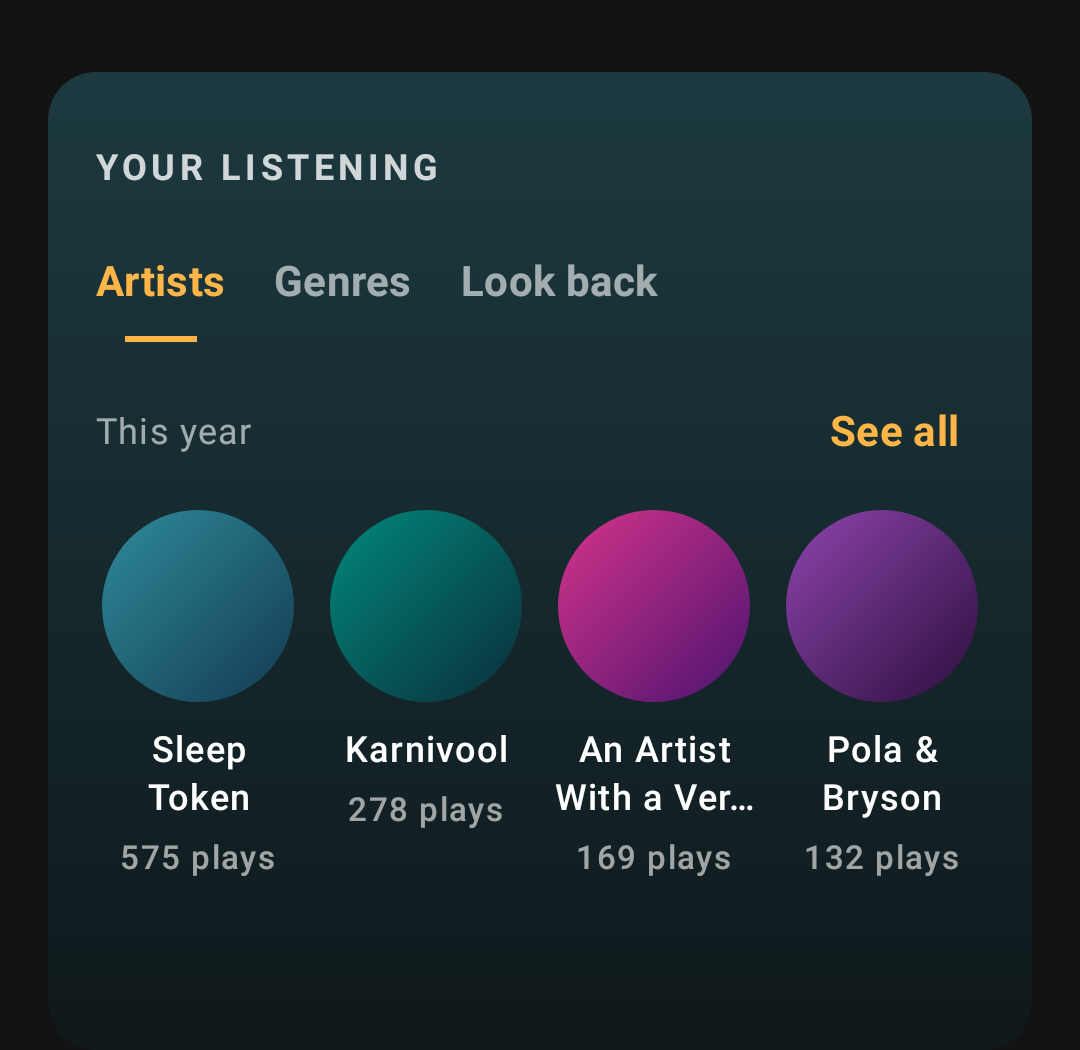 YOUR LISTENING
Artists Genres Look back
This year See all
Sleep Token
575 plays
Karnivool
278 plays
An Artist With a Ver…
169 plays
Pola & Bryson
132 plays